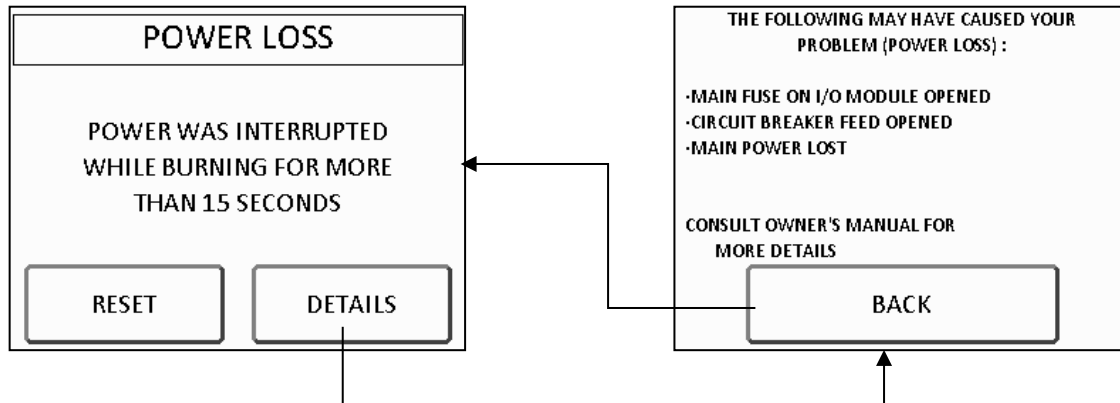 POWER LOSS
POWER WAS INTERRUPTED
WHILE BURNING FOR MORE
THAN 15 SECONDS
RESET
DETAILS
THE FOLLOWING MAY HAVE CAUSED YOUR
PROBLEM (POWER LOSS) :
·MAIN FUSE ON I/O MODULE OPENED
·CIRCUIT BREAKER FEED OPENED
·MAIN POWER LOST
CONSULT OWNER'S MANUAL FOR
MORE DETAILS
BACK